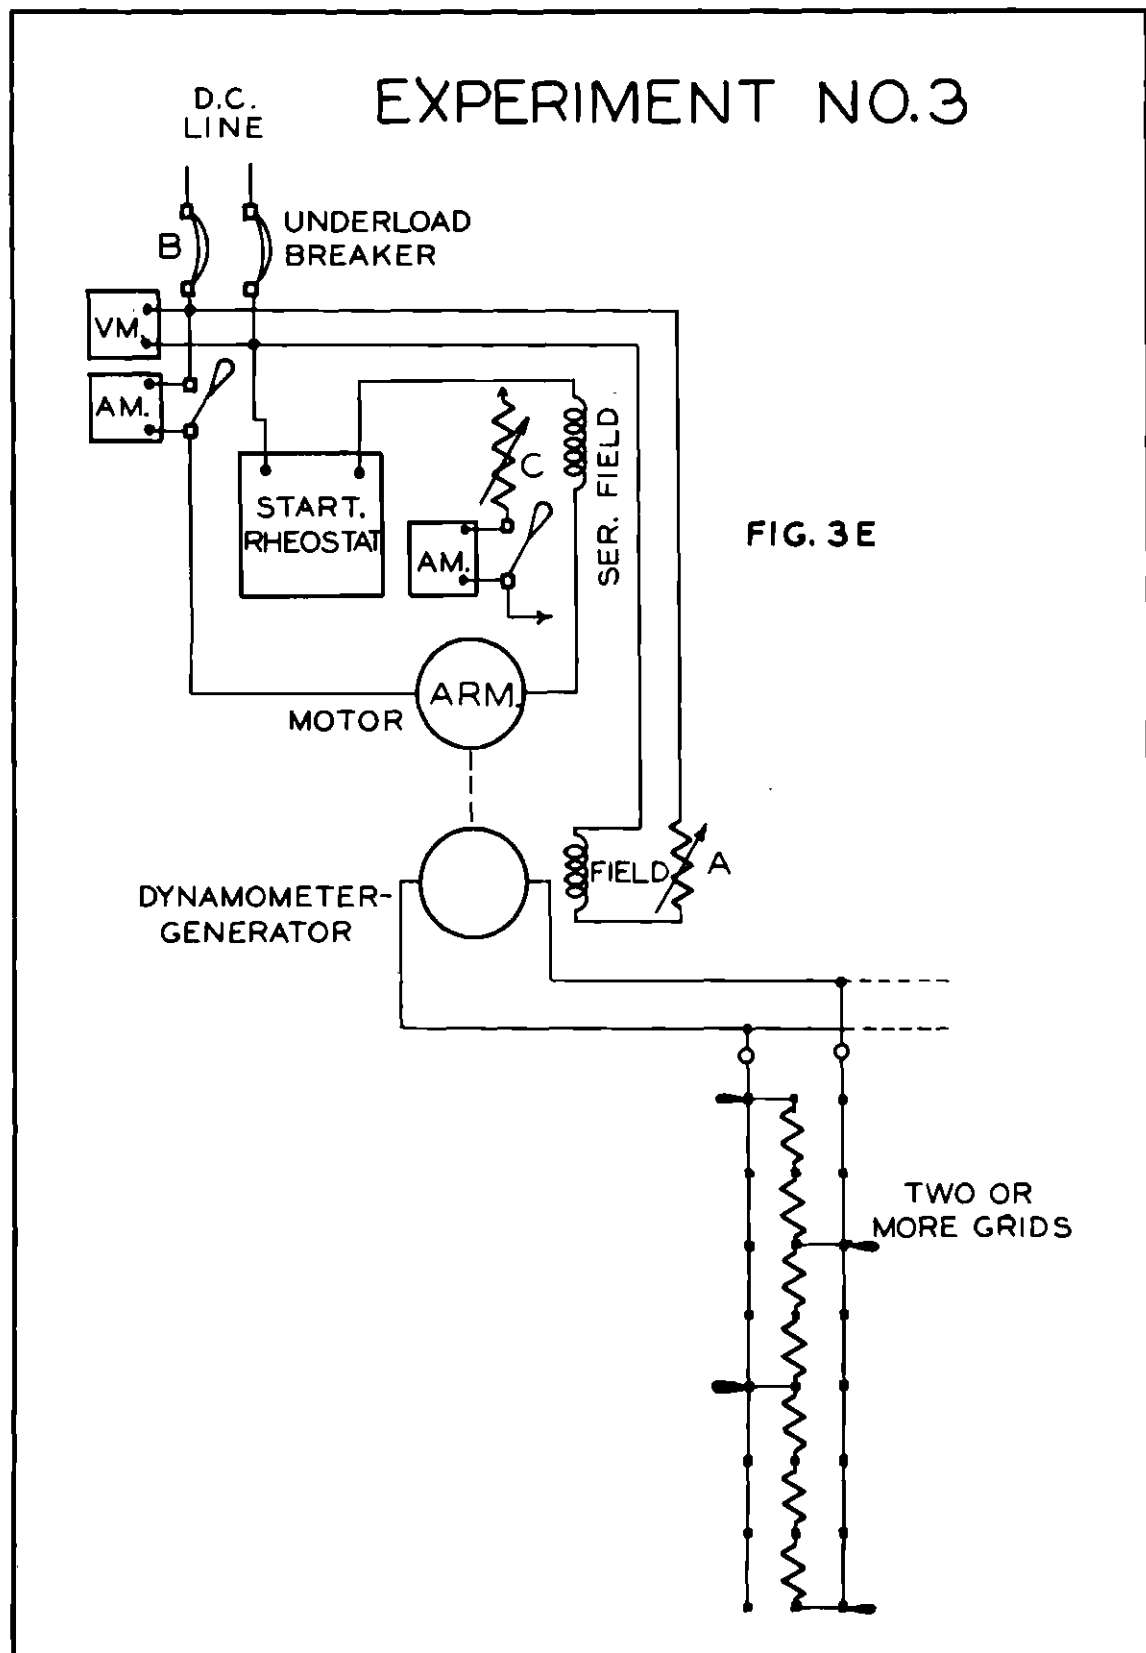 EXPERIMENT NO.3
D.C.
LINE
B
UNDERLOAD
BREAKER
VM.
AM.
START.
RHEOSTAT
C
AM.
SER. FIELD
FIG. 3E
ARM.
MOTOR
FIELD
A
DYNAMOMETER-
GENERATOR
TWO OR
MORE GRIDS